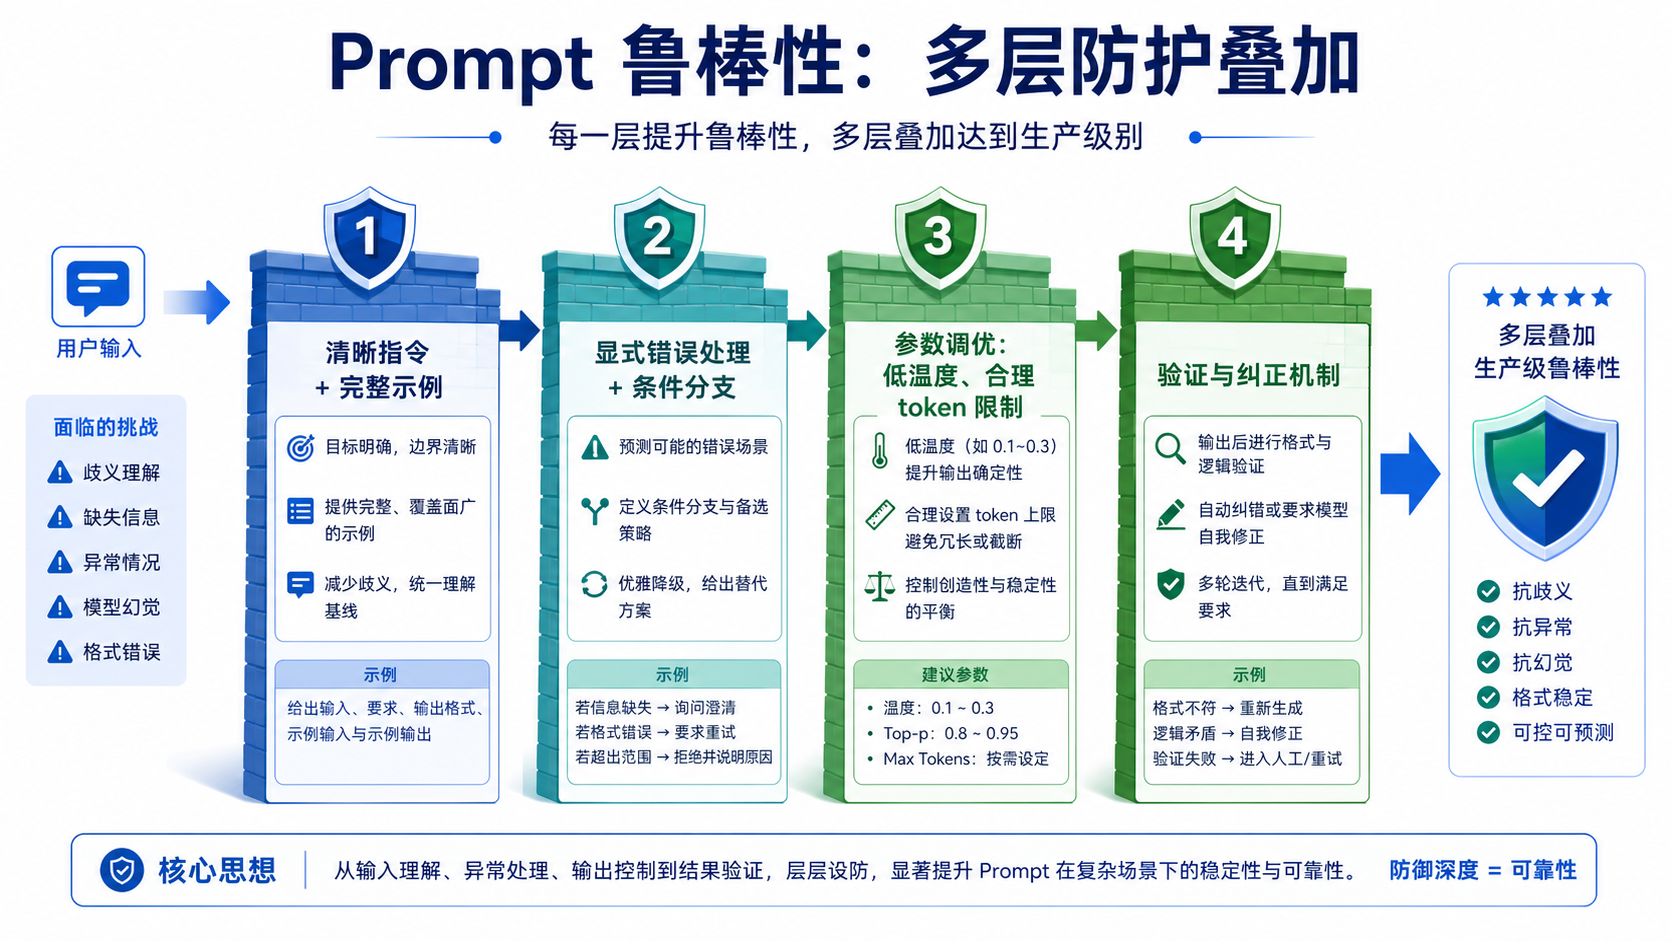 Prompt 鲁棒性：多层防护叠加
每一层提升鲁棒性，多层叠加达到生产级别
用户输入
面临的挑战
歧义理解
缺失信息
异常情况
模型幻觉
格式错误
1
清晰指令
+ 完整示例
目标明确，边界清晰
提供完整、覆盖面广
的示例
减少歧义，统一理解
基线
示例
给出输入、要求、输出格式、
示例输入与示例输出
2
显式错误处理
+ 条件分支
预测可能的错误场景
定义条件分支与备选
策略
优雅降级，给出替代
方案
示例
若信息缺失 → 询问澄清
若格式错误 → 要求重试
若超出范围 → 拒绝并说明原因
3
参数调优：
低温度、合理
token 限制
低温度（如 0.1~0.3）
提升输出确定性
合理设置 token 上限
避免冗长或截断
控制创造性与稳定性
的平衡
建议参数
• 温度：0.1 ~ 0.3
• Top-p：0.8 ~ 0.95
• Max Tokens：按需设定
4
验证与纠正机制
输出后进行格式与
逻辑验证
自动纠错或要求模型
自我修正
多轮迭代，直到满足
要求
示例
格式不符 → 重新生成
逻辑矛盾 → 自我修正
验证失败 → 进入人工/重试
多层叠加
生产级鲁棒性
抗歧义
抗异常
抗幻觉
格式稳定
可控可预测
核心思想
从输入理解、异常处理、输出控制到结果验证，层层设防，显著提升 Prompt 在复杂场景下的稳定性与可靠性。
防御深度 = 可靠性